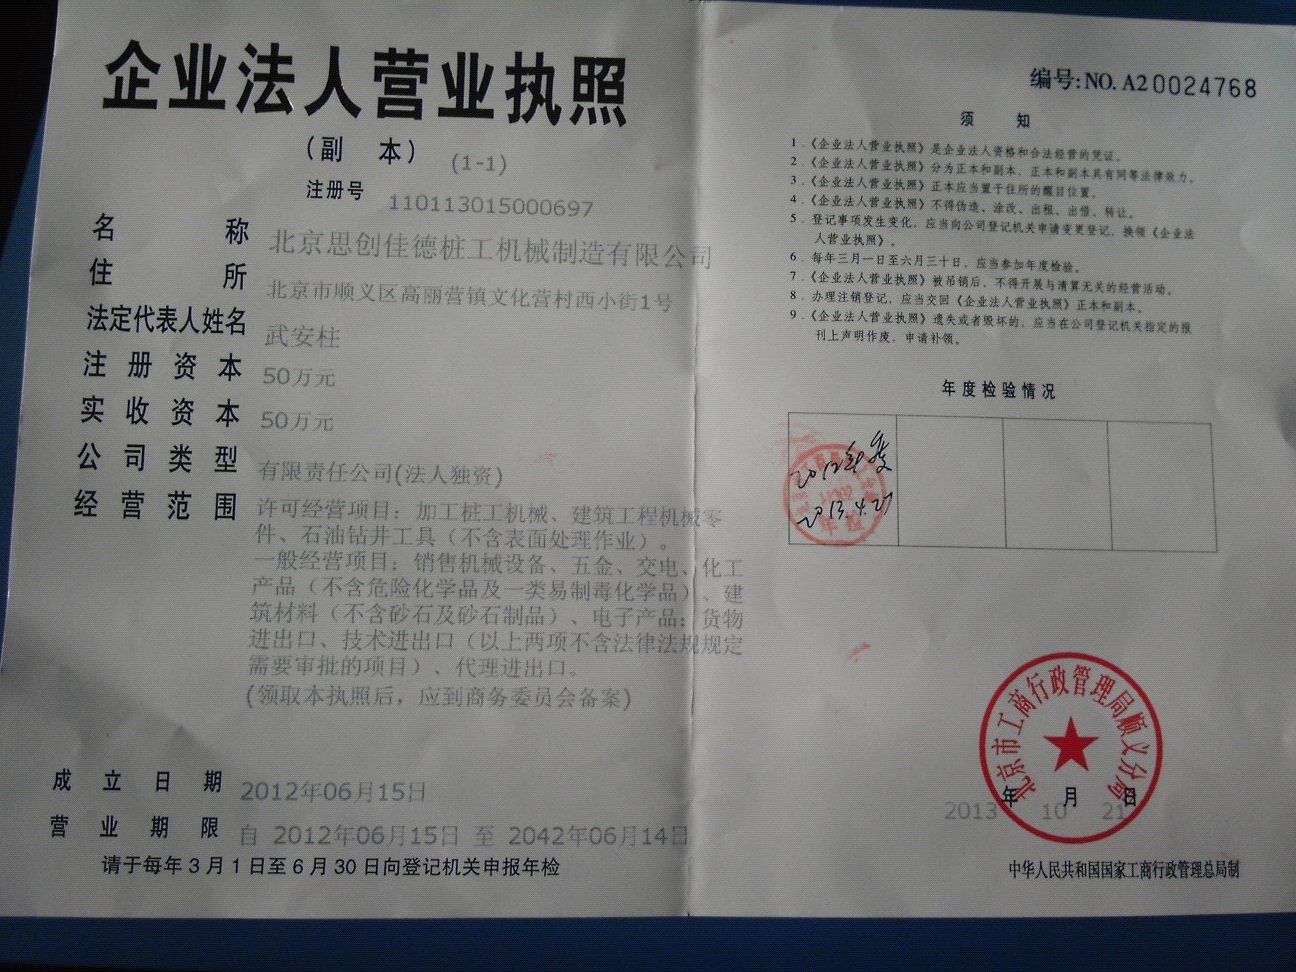 企业法人营业执照
(副 本) (1-1)
注册号 110113015000697
名 称 北京思创佳德桩工机械制造有限公司
住 所 北京市顺义区高丽营镇文化营村西小街1号
法定代表人姓名 武安柱
注 册 资 本 50万元
实 收 资 本 50万元
公 司 类 型 有限责任公司(法人独资)
经 营 范 围 许可经营项目：加工桩工机械、建筑工程机械零
件、石油钻井工具（不含表面处理作业）。
一般经营项目：销售机械设备、五金、交电、化工
产品（不含危险化学品及一类易制毒化学品）、建
筑材料（不含砂石及砂石制品）、电子产品；货物
进出口、技术进出口（以上两项不含法律法规规定
需要审批的项目）、代理进出口。
(领取本执照后，应到商务委员会备案)
成 立 日 期 2012年06月15日
营 业 期 限 自 2012年06月15日 至 2042年06月14日
请于每年3月1日至6月30日向登记机关申报年检
编号:NO. A20024768
须 知
1．《企业法人营业执照》是企业法人资格和合法经营的凭证。
2．《企业法人营业执照》分为正本和副本，正本和副本具有同等法律效力。
3．《企业法人营业执照》正本应当置于住所的醒目位置。
4．《企业法人营业执照》不得伪造、涂改、出租、出借、转让。
5．登记事项发生变化，应当向公司登记机关申请变更登记，换领《企业法
人营业执照》。
6．每年三月一日至六月三十日，应当参加年度检验。
7．《企业法人营业执照》被吊销后，不得开展与清算无关的经营活动。
8．办理注销登记，应当交回《企业法人营业执照》正本和副本。
9．《企业法人营业执照》遗失或者毁坏的，应当在公司登记机关指定的报
刊上声明作废，申请补领。
年度检验情况
2012年度
2013.4.27
北京市工商行政管理局顺义分局
2013 年 10 月 21 日
中华人民共和国国家工商行政管理总局制